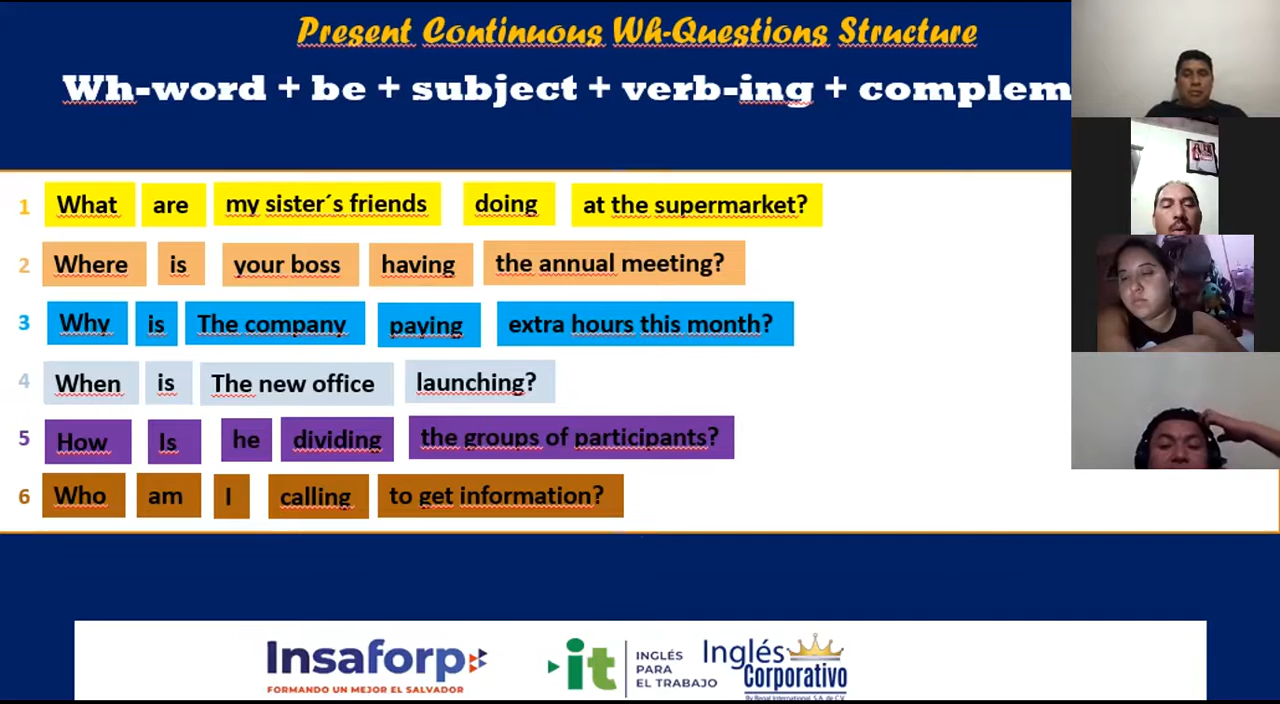 Present Continuous Wh-Questions Structure
Wh-word + be + subject + verb-ing + complem
1 What are my sister´s friends doing at the supermarket?
2 Where is your boss having the annual meeting?
3 Why is The company paying extra hours this month?
4 When is The new office launching?
5 How Is he dividing the groups of participants?
6 Who am I calling to get information?
Insaforp
FORMANDO UN MEJOR EL SALVADOR
it
INGLÉS
PARA
EL TRABAJO
Inglés
Corporativo
By Regal International, S.A. de C.V.